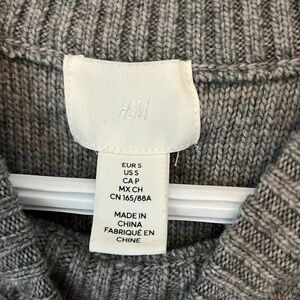 H&M
EUR S
US S
CA P
MX CH
CN 165/88A
MADE IN
CHINA
FABRIQUÉ EN
CHINE